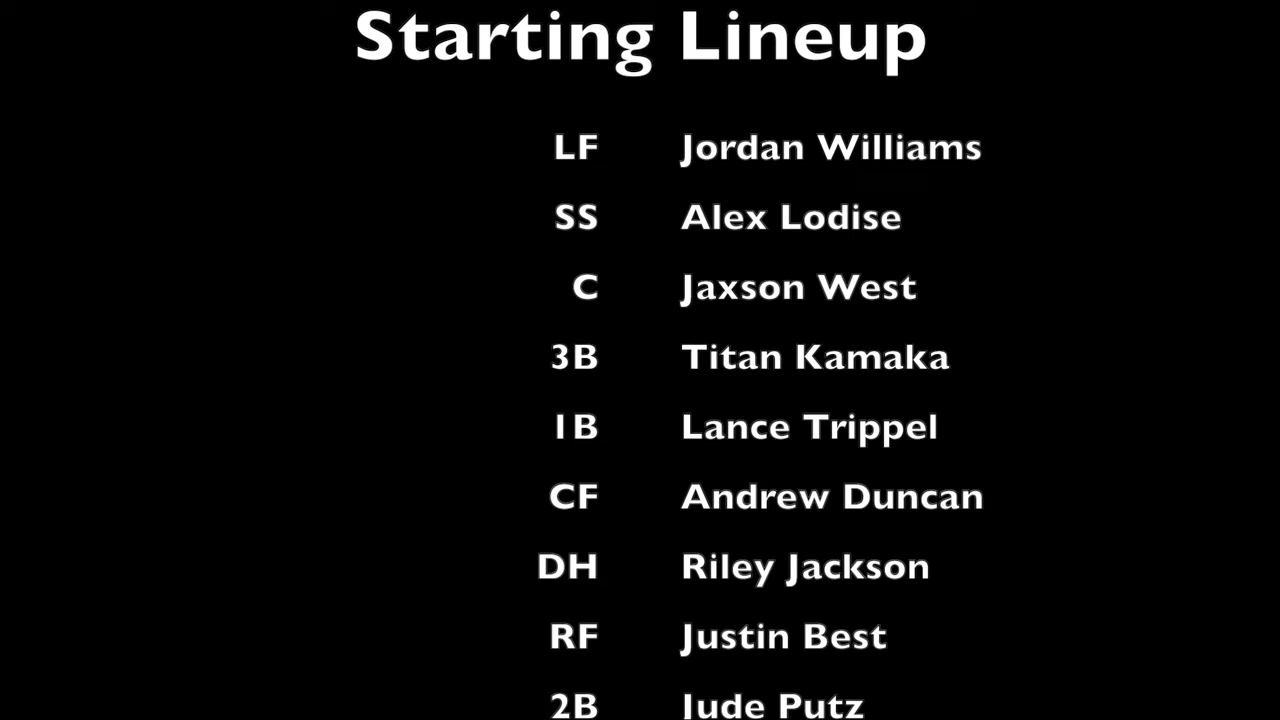 Starting Lineup
LF Jordan Williams
SS Alex Lodise
C Jaxson West
3B Titan Kamaka
1B Lance Trippel
CF Andrew Duncan
DH Riley Jackson
RF Justin Best
2B Jude Putz